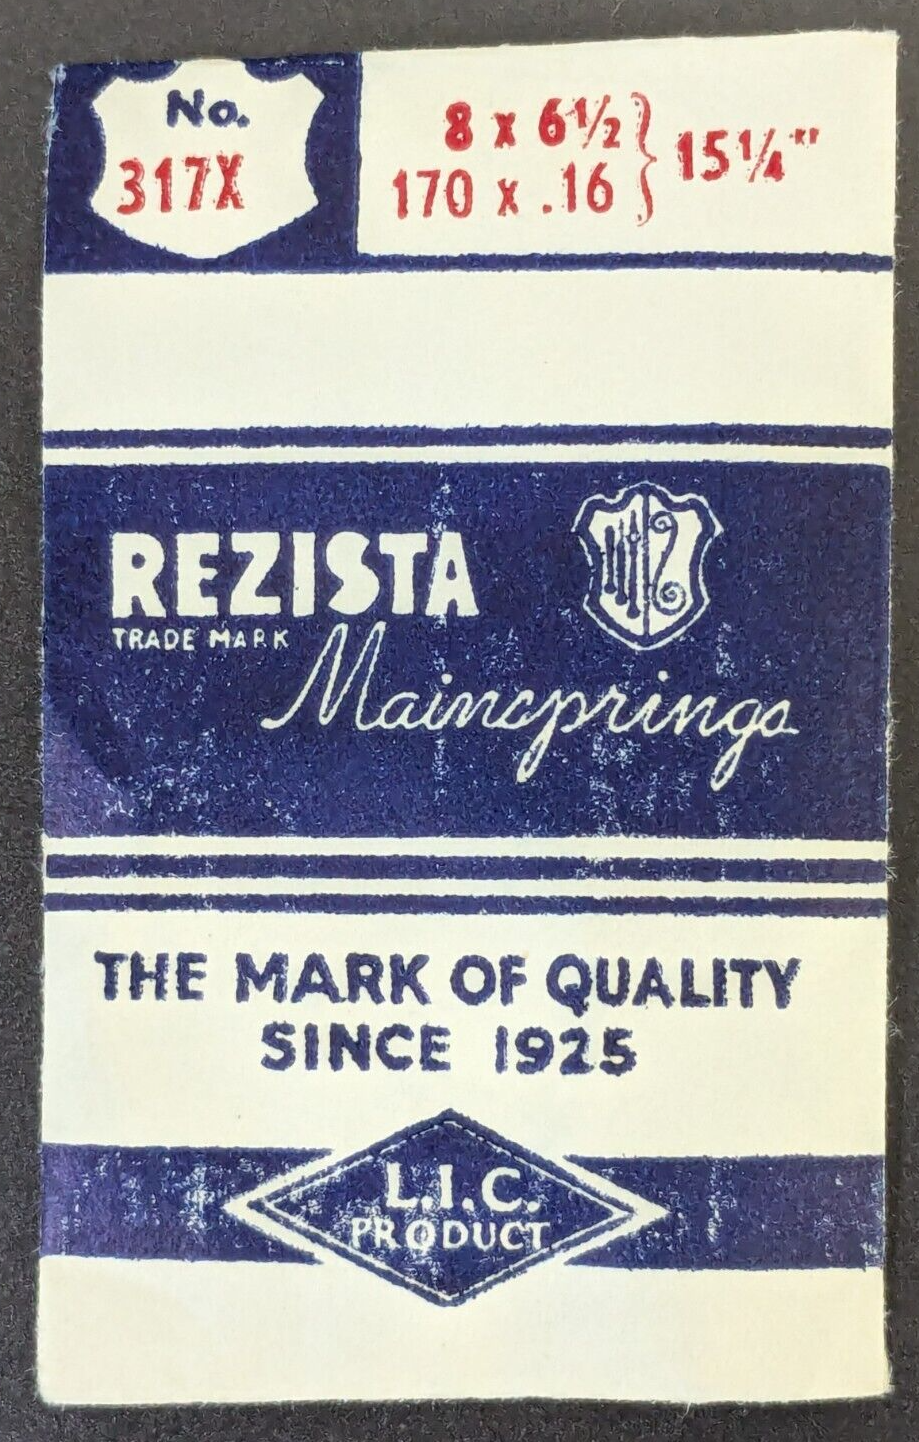 No.
317X
8 x 6½ } 15¼"
170 x .16
REZISTA
TRADE MARK
Mainsprings
THE MARK OF QUALITY
SINCE 1925
L.I.C.
PRODUCT